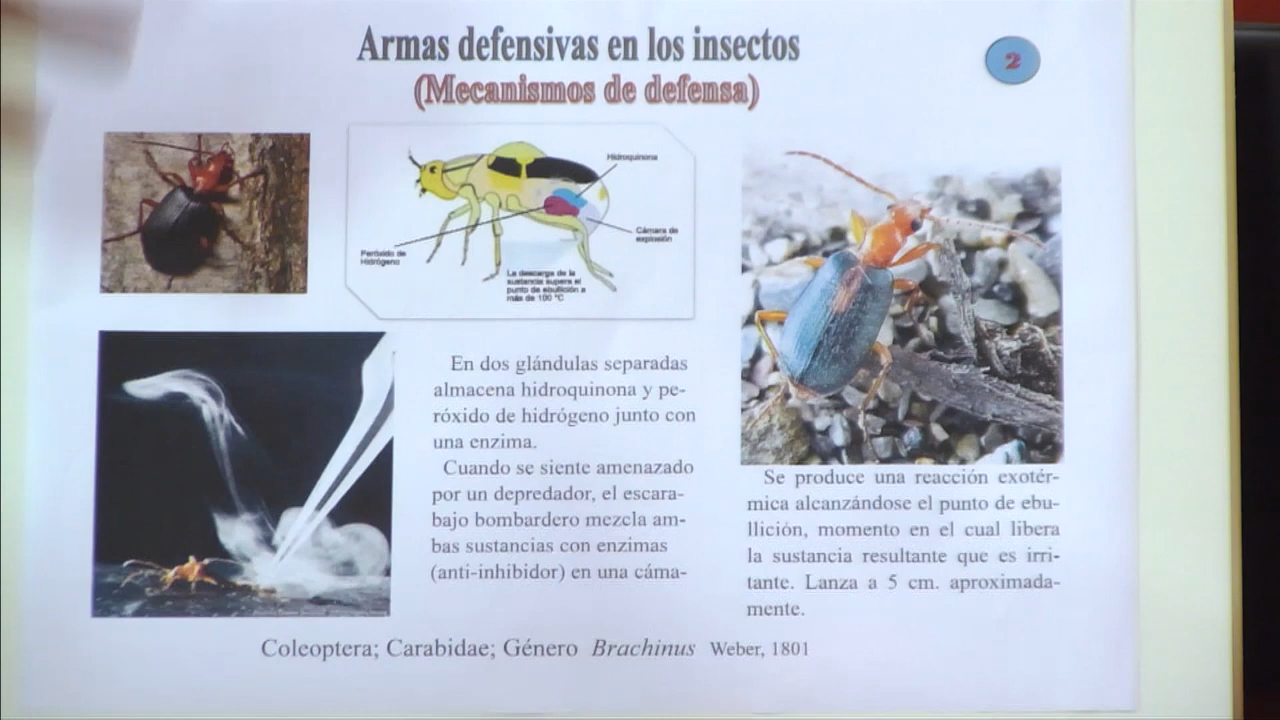 Armas defensivas en los insectos
(Mecanismos de defensa)
2
Hidroquinona
Cámara de
explosión
Peróxido de
Hidrógeno
La descarga de la
sustancia supera el
punto de ebullición a
más de 100 °C
En dos glándulas separadas
almacena hidroquinona y pe-
róxido de hidrógeno junto con
una enzima.
Cuando se siente amenazado
por un depredador, el escara-
bajo bombardero mezcla am-
bas sustancias con enzimas
(anti-inhibidor) en una cáma-
Se produce una reacción exotér-
mica alcanzándose el punto de ebu-
llición, momento en el cual libera
la sustancia resultante que es irri-
tante. Lanza a 5 cm. aproximada-
mente.
Coleoptera; Carabidae; Género Brachinus Weber, 1801